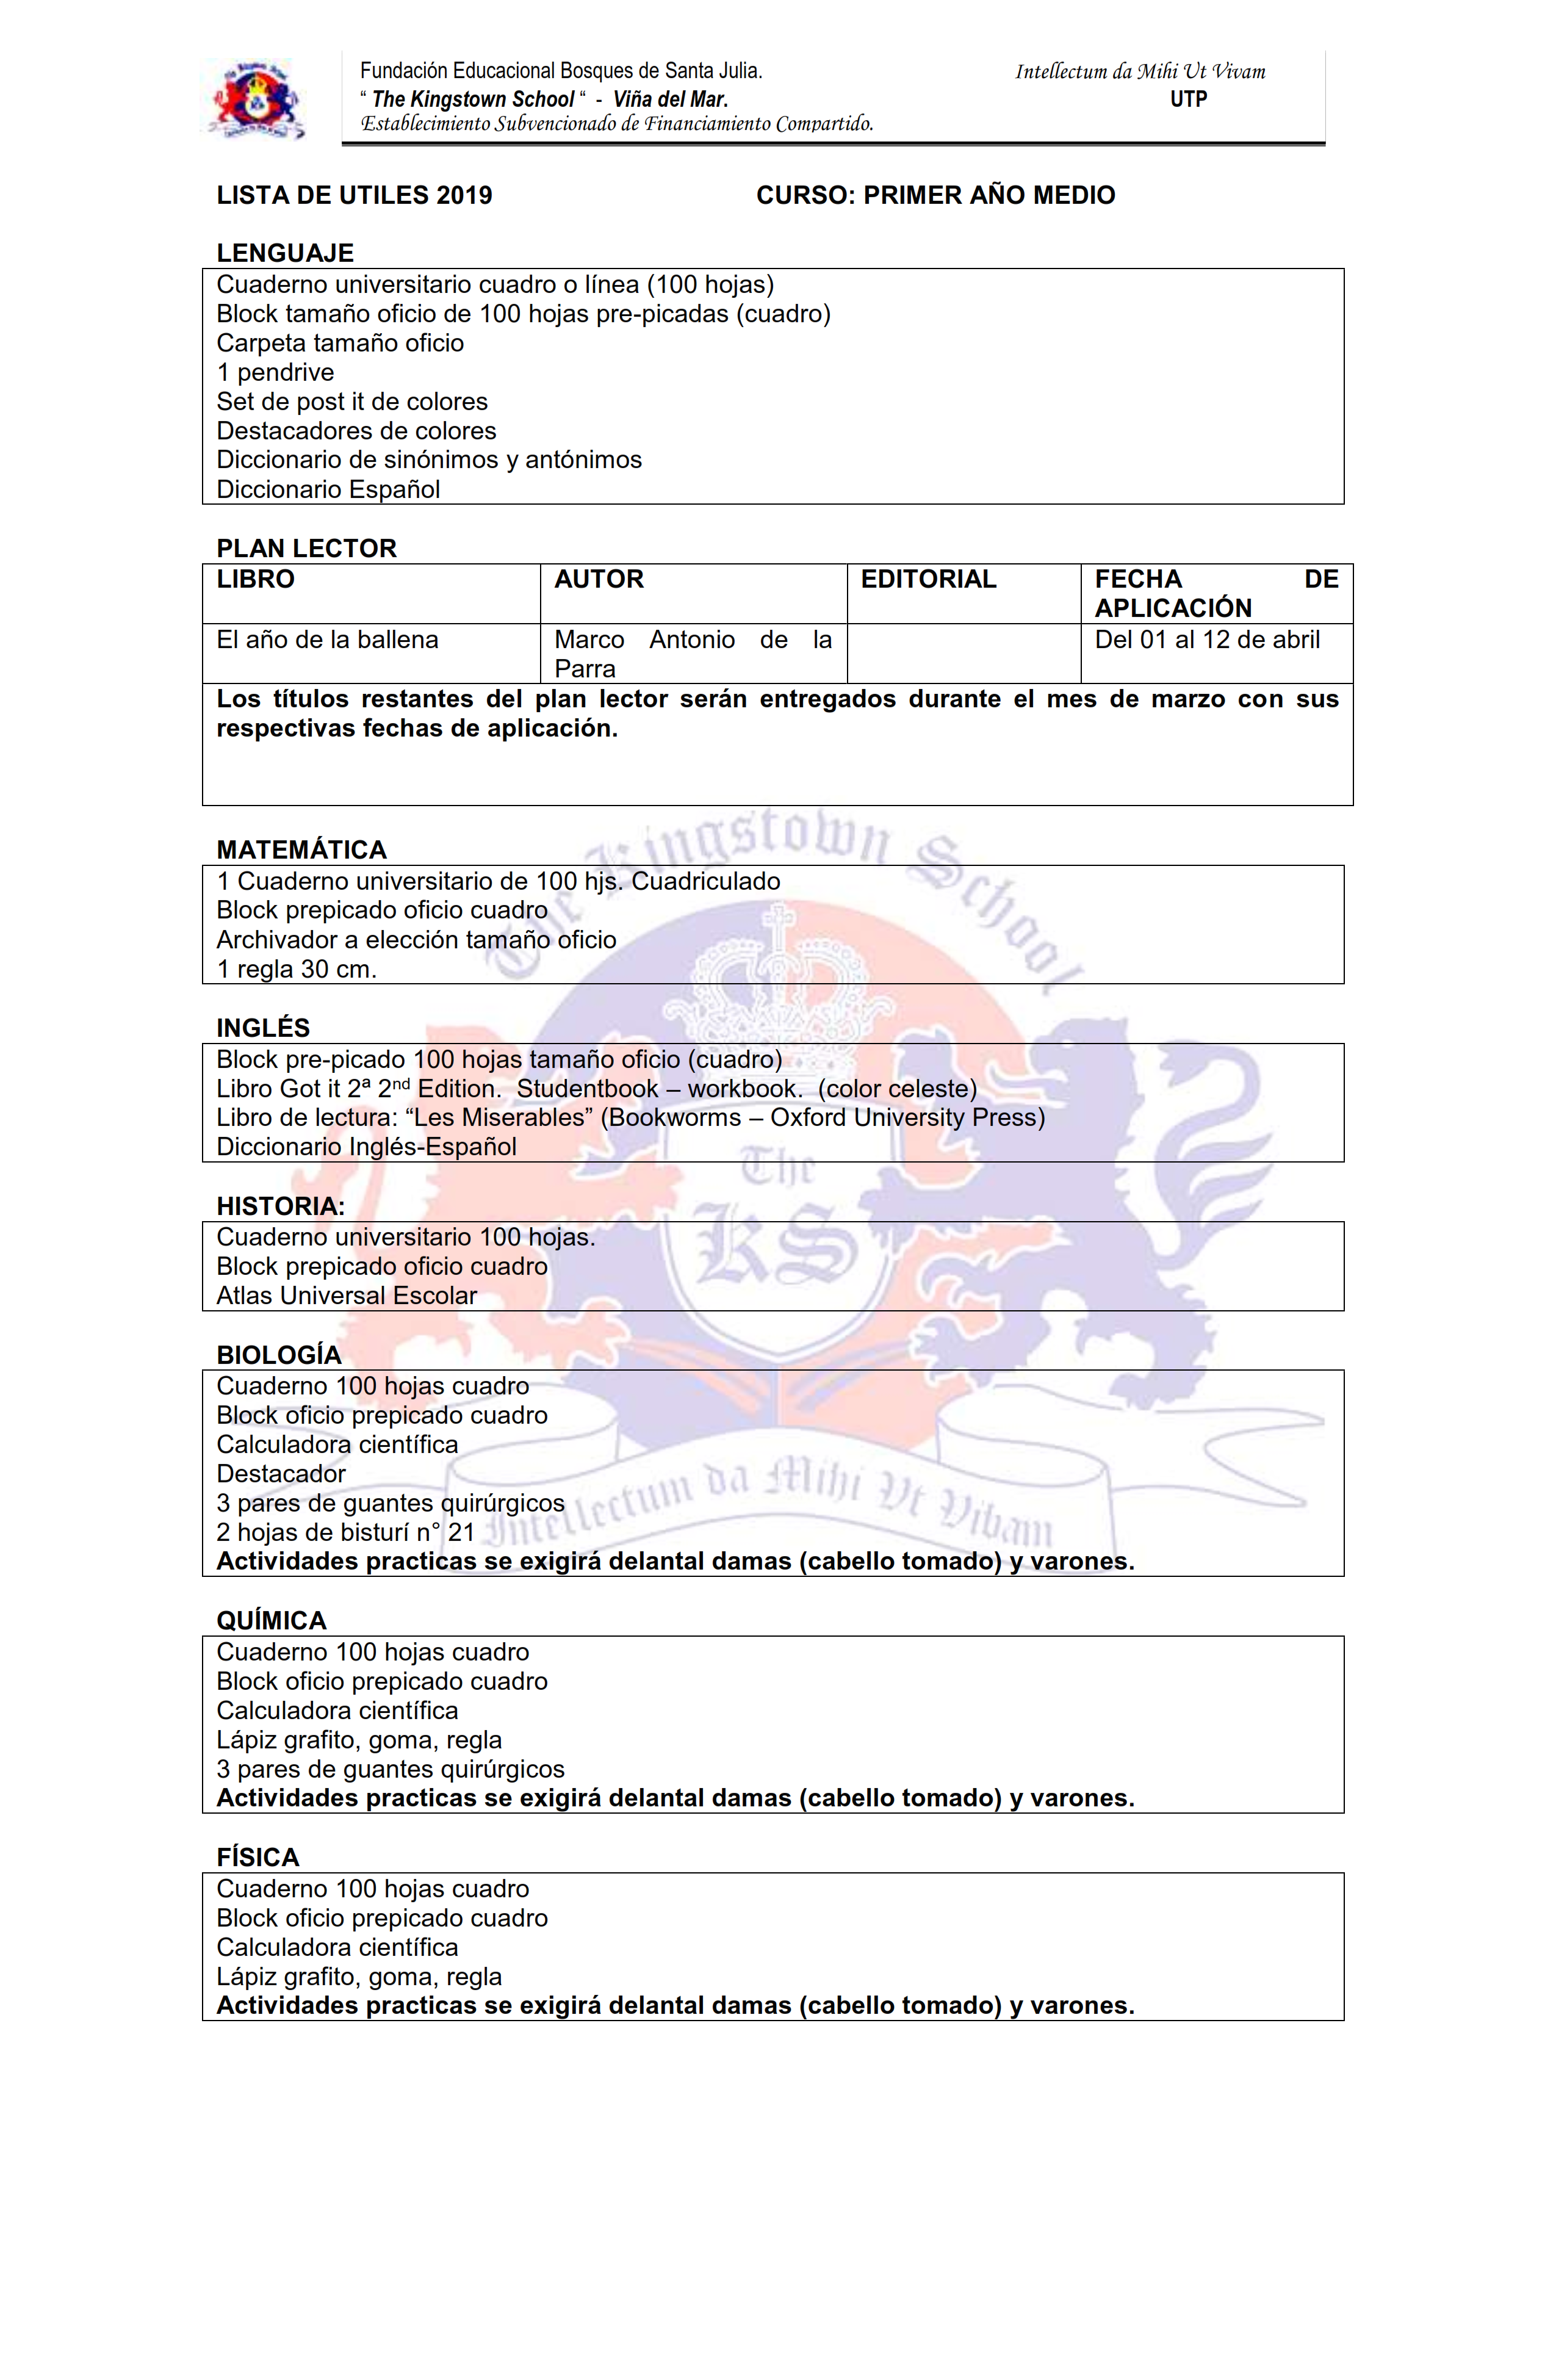 Fundación Educacional Bosques de Santa Julia. Intellectum da Mihi Ut Vivam
“ The Kingstown School “ - Viña del Mar. UTP
Establecimiento Subvencionado de Financiamiento Compartido.
LISTA DE UTILES 2019 CURSO: PRIMER AÑO MEDIO
LENGUAJE
Cuaderno universitario cuadro o línea (100 hojas)
Block tamaño oficio de 100 hojas pre-picadas (cuadro)
Carpeta tamaño oficio
1 pendrive
Set de post it de colores
Destacadores de colores
Diccionario de sinónimos y antónimos
Diccionario Español
PLAN LECTOR
LIBRO AUTOR EDITORIAL FECHA DE
APLICACIÓN
El año de la ballena Marco Antonio de la Del 01 al 12 de abril
Parra
Los títulos restantes del plan lector serán entregados durante el mes de marzo con sus
respectivas fechas de aplicación.
The Kingstown School
MATEMÁTICA
1 Cuaderno universitario de 100 hjs. Cuadriculado
Block prepicado oficio cuadro
Archivador a elección tamaño oficio
1 regla 30 cm.
INGLÉS
Block pre-picado 100 hojas tamaño oficio (cuadro)
Libro Got it 2ª 2nd Edition. Studentbook – workbook. (color celeste)
Libro de lectura: “Les Miserables” (Bookworms – Oxford University Press)
Diccionario Inglés-Español
The
KS
HISTORIA:
Cuaderno universitario 100 hojas.
Block prepicado oficio cuadro
Atlas Universal Escolar
BIOLOGÍA
Cuaderno 100 hojas cuadro
Block oficio prepicado cuadro
Calculadora científica
Destacador
3 pares de guantes quirúrgicos
2 hojas de bisturí n° 21
Intellectum da Mihi Vt Vibam
Actividades practicas se exigirá delantal damas (cabello tomado) y varones.
QUÍMICA
Cuaderno 100 hojas cuadro
Block oficio prepicado cuadro
Calculadora científica
Lápiz grafito, goma, regla
3 pares de guantes quirúrgicos
Actividades practicas se exigirá delantal damas (cabello tomado) y varones.
FÍSICA
Cuaderno 100 hojas cuadro
Block oficio prepicado cuadro
Calculadora científica
Lápiz grafito, goma, regla
Actividades practicas se exigirá delantal damas (cabello tomado) y varones.